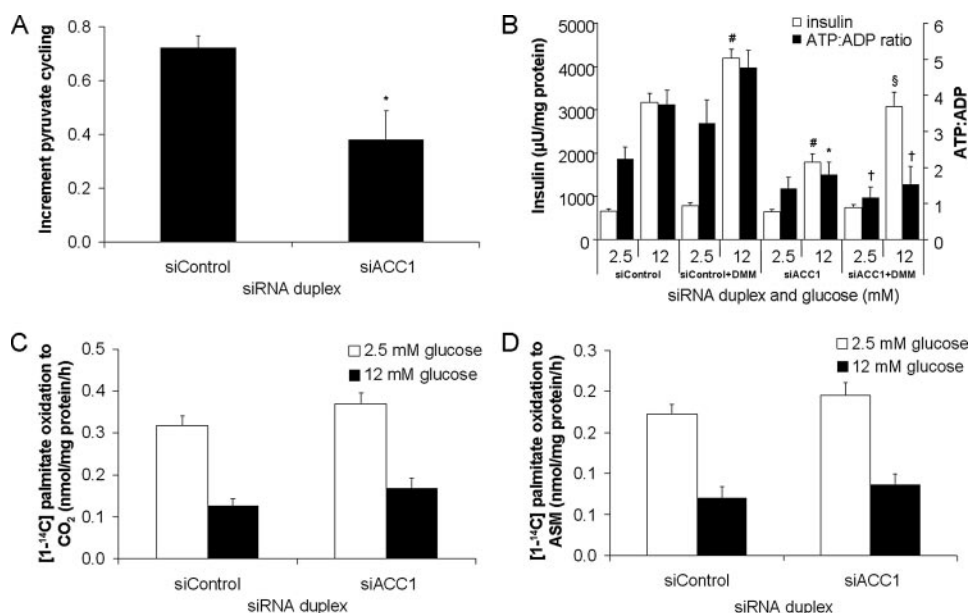 A
Increment pyruvate cycling
0.8
0.6
0.4
0.2
0.0
*
siControl
siACC1
siRNA duplex
B
insulin
ATP:ADP ratio
Insulin (µU/mg protein)
5000
4000
3000
2000
1000
0
ATP:ADP
6
5
4
3
2
1
0
#
#
*
†
§
†
2.5 12 2.5 12 2.5 12 2.5 12
siControl siControl+DMM siACC1 siACC1+DMM
siRNA duplex and glucose (mM)
C
[1-¹⁴C] palmitate oxidation to
CO₂ (nmol/mg protein/h)
0.5
0.4
0.3
0.2
0.1
0.0
2.5 mM glucose
12 mM glucose
siControl
siACC1
siRNA duplex
D
[1-¹⁴C] palmitate oxidation to
ASM (nmol/mg protein/h)
0.3
0.2
0.2
0.1
0.1
0.0
2.5 mM glucose
12 mM glucose
siControl
siACC1
siRNA duplex